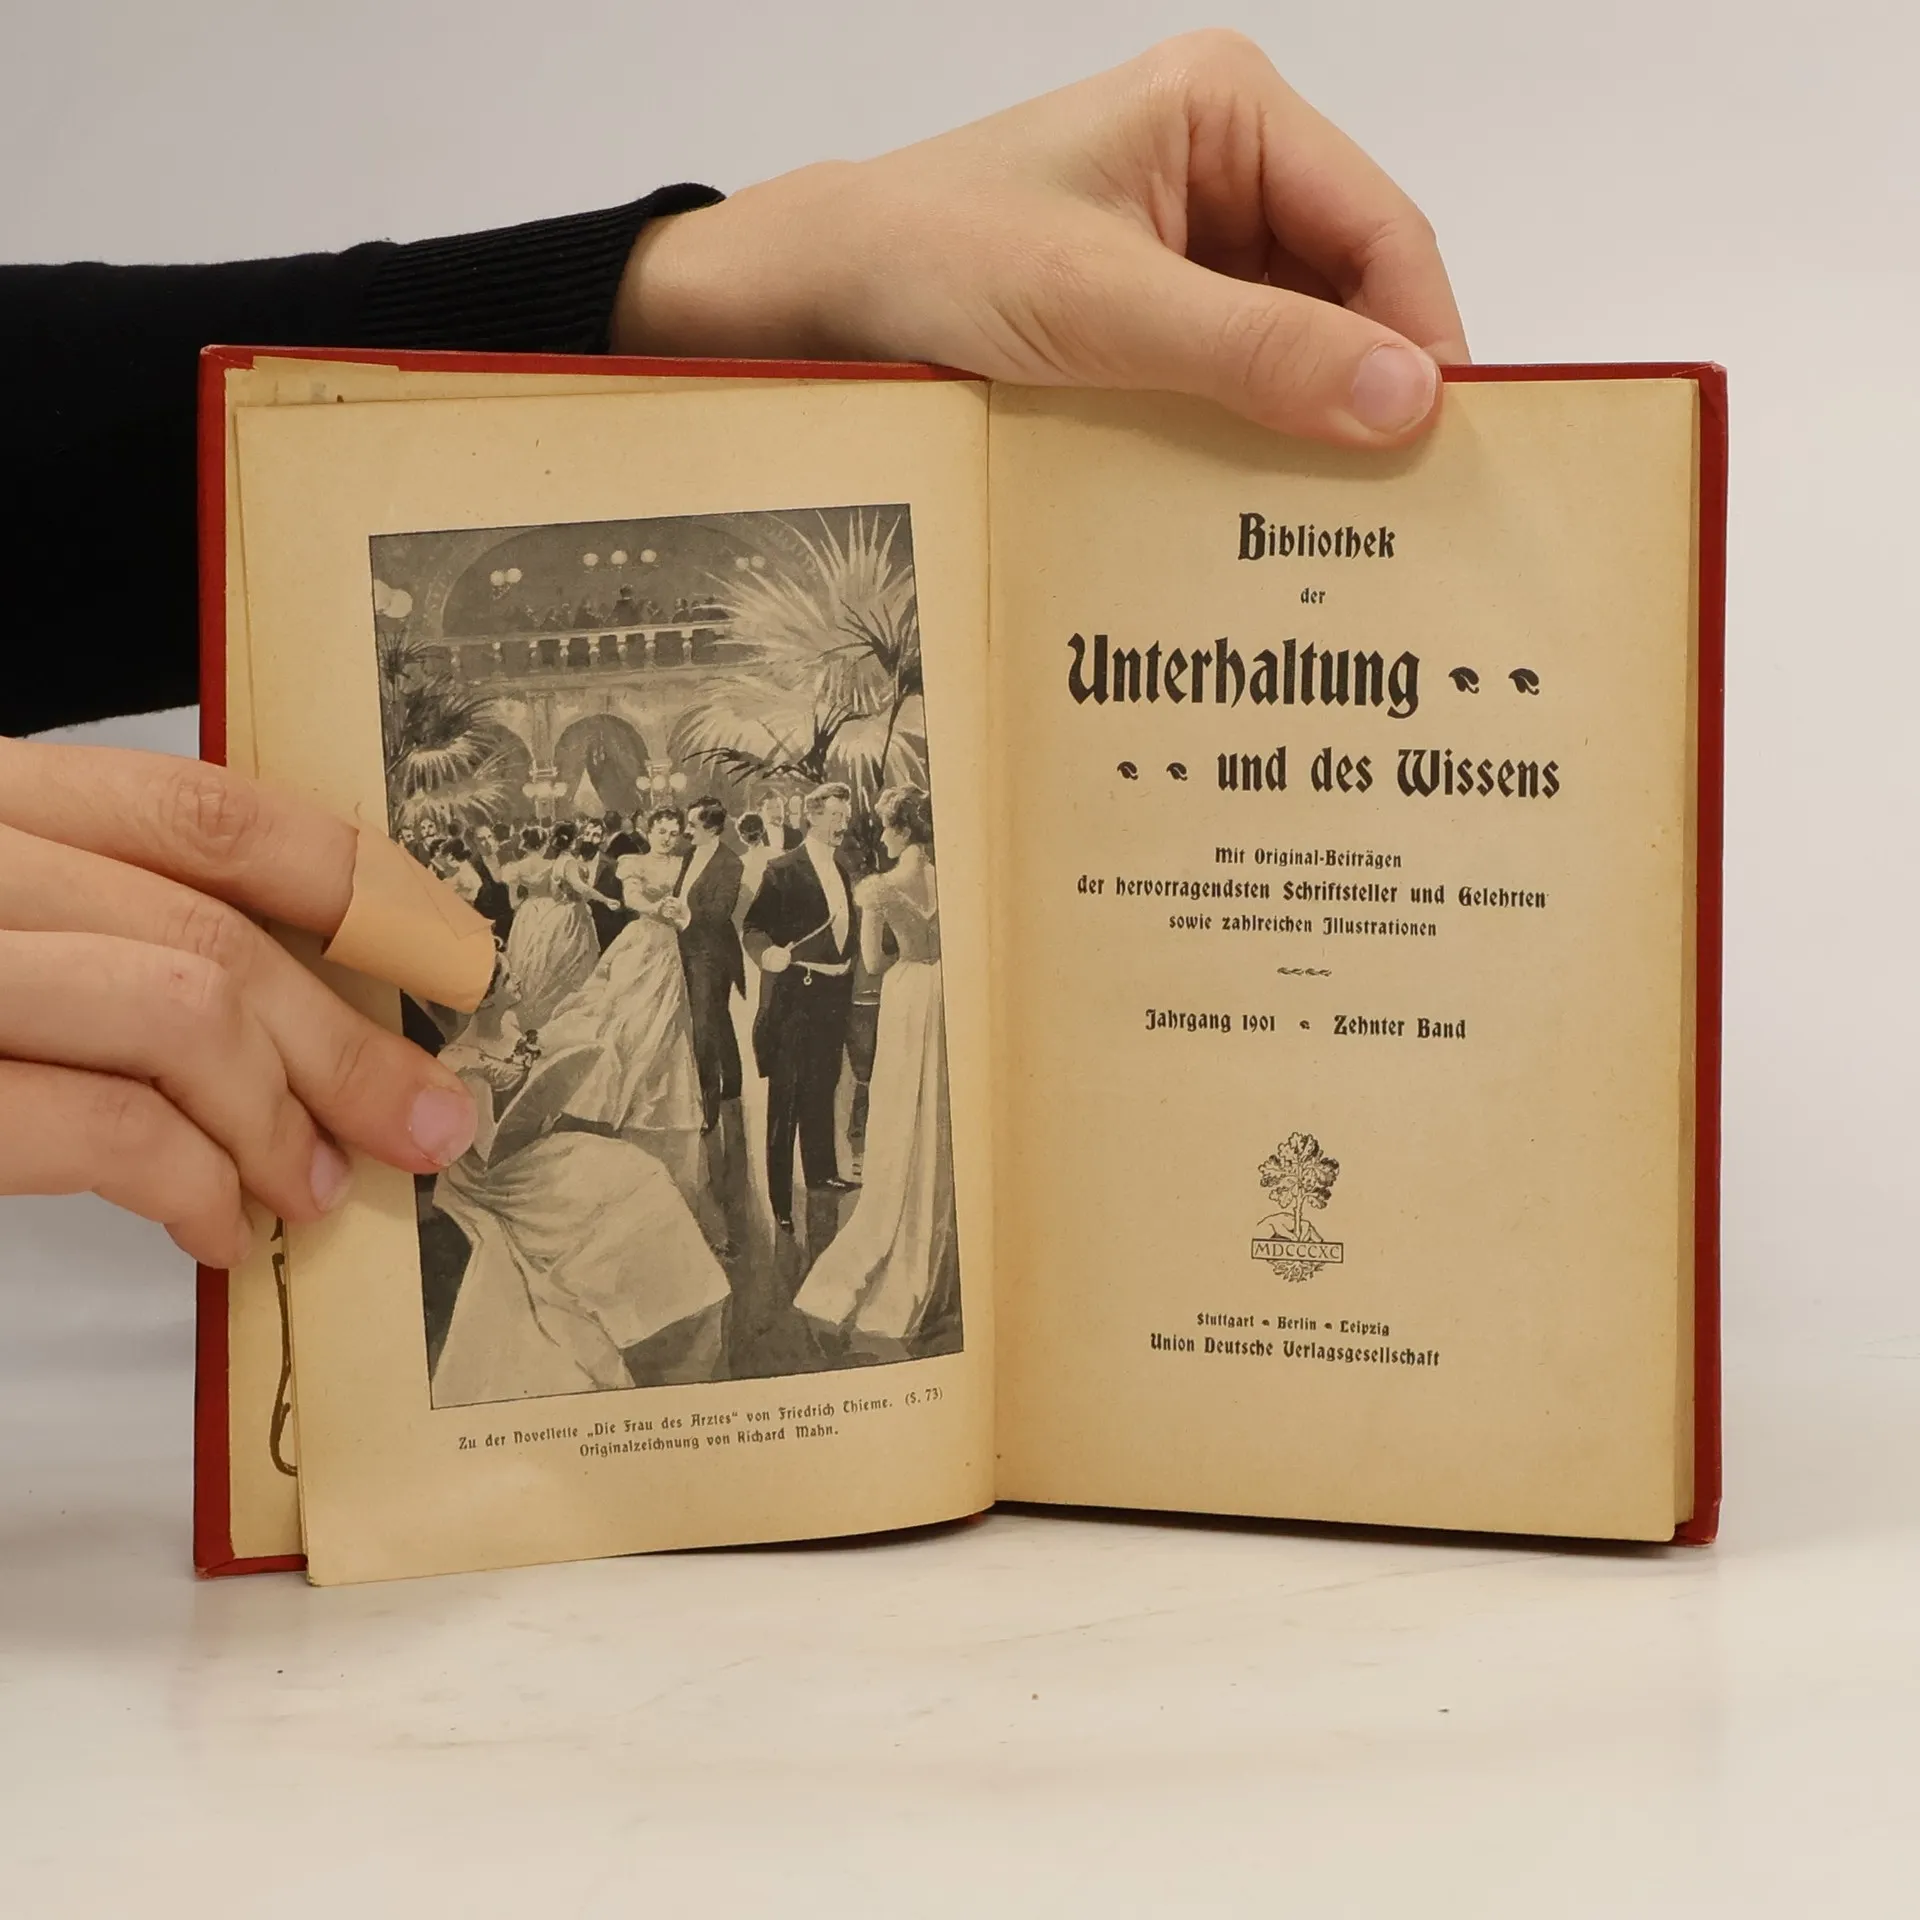 Zu der Novellette „Die Frau des Arztes“ von Friedrich Thieme. (S. 73)
Originalzeichnung von Richard Mahn.
Bibliothek
der
Unterhaltung
und des Wissens
Mit Original-Beiträgen
der hervorragendsten Schriftsteller und Gelehrten
sowie zahlreichen Illustrationen
Jahrgang 1901 Zehnter Band
MDCCCXC
Stuttgart Berlin Leipzig
Union Deutsche Verlagsgesellschaft